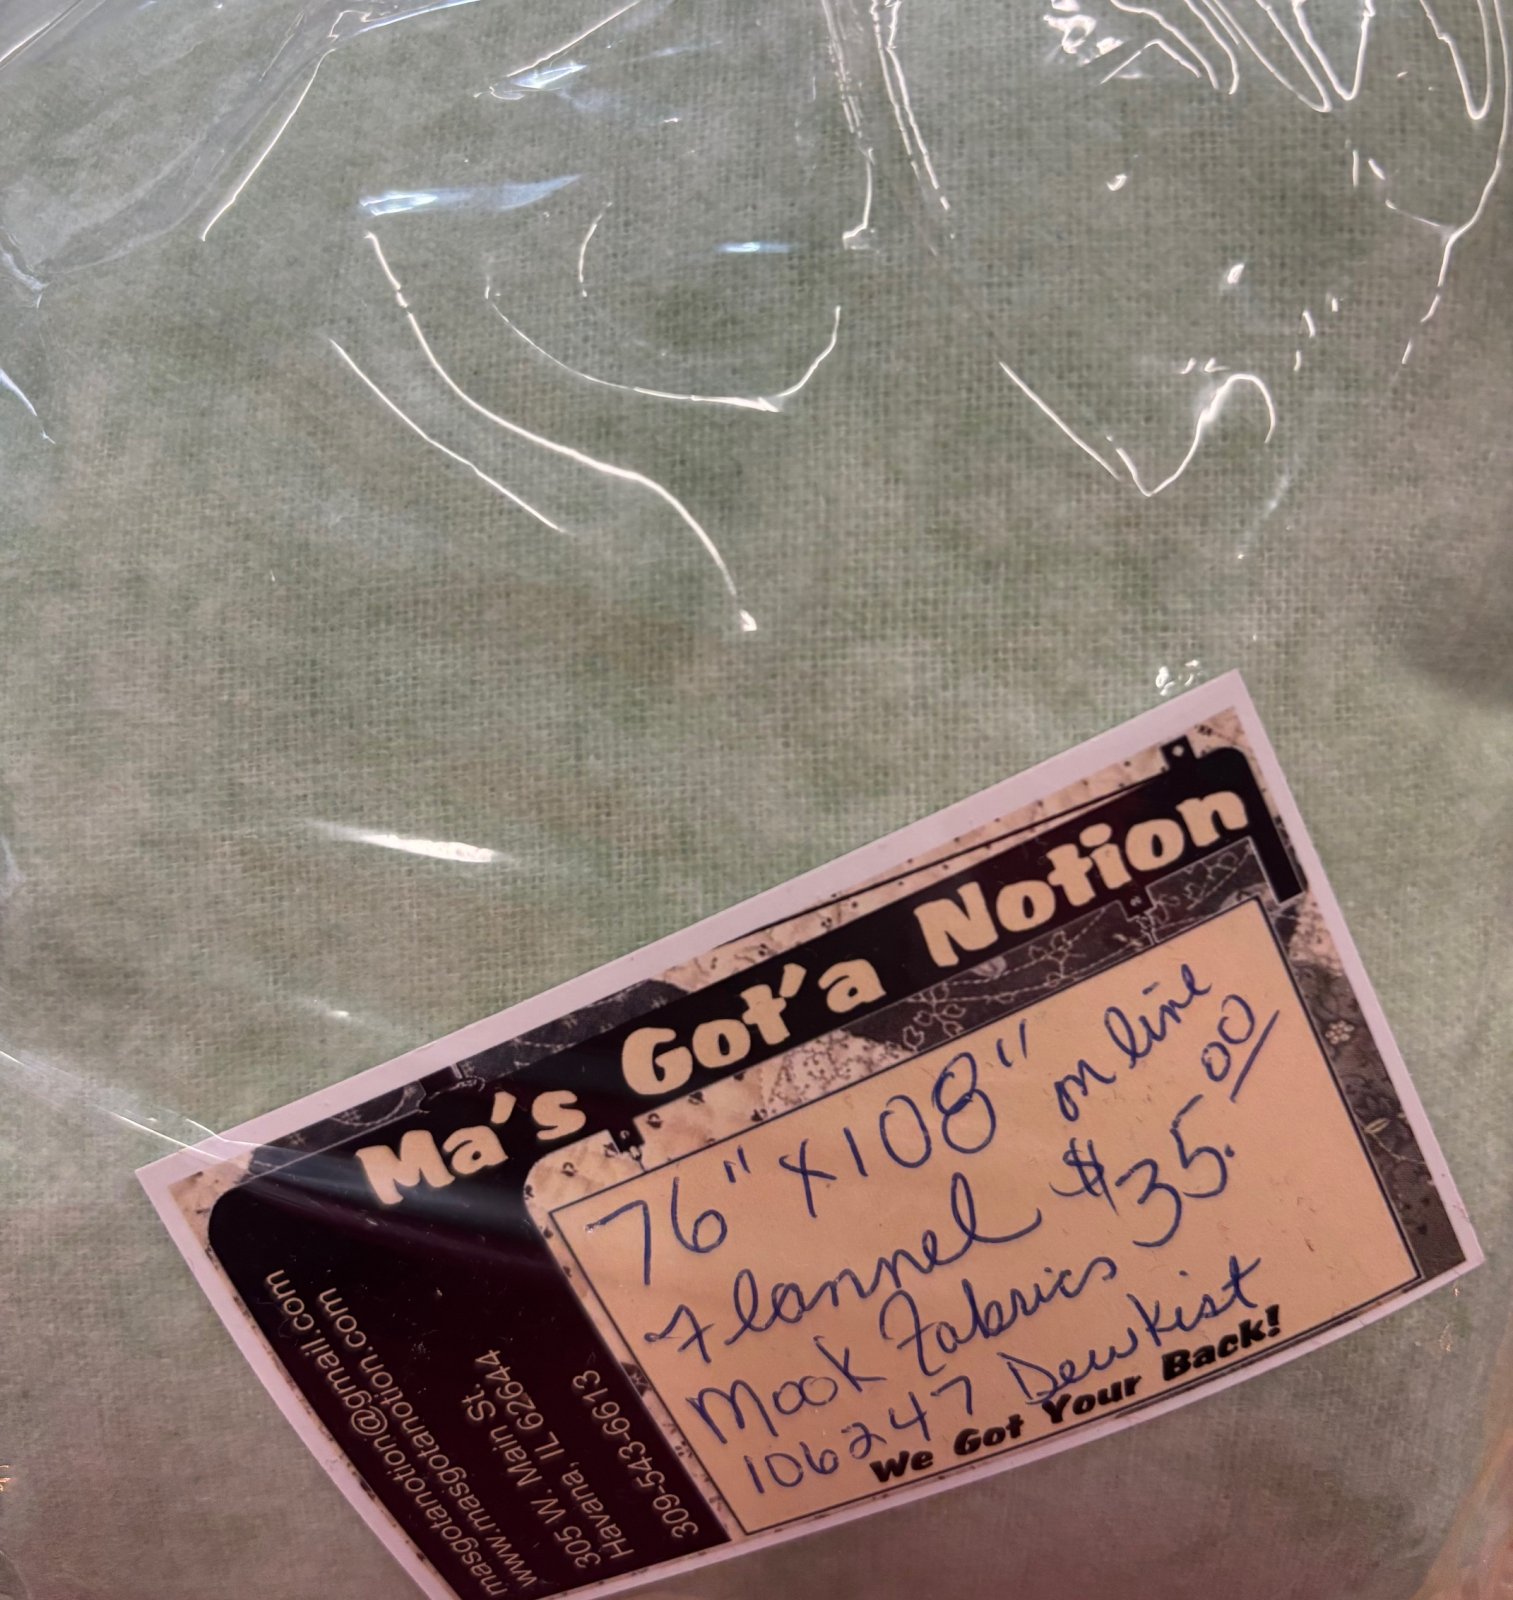 Ma's Got'a Notion
76" x 108" on line
Flannel $35.00
Mook Fabrics
106247 Dewkist
We Got Your Back!
masgotanotion@gmail.com
www.masgotanotion.com
305 W. Main St.
Havana, IL 62644
309-543-6613